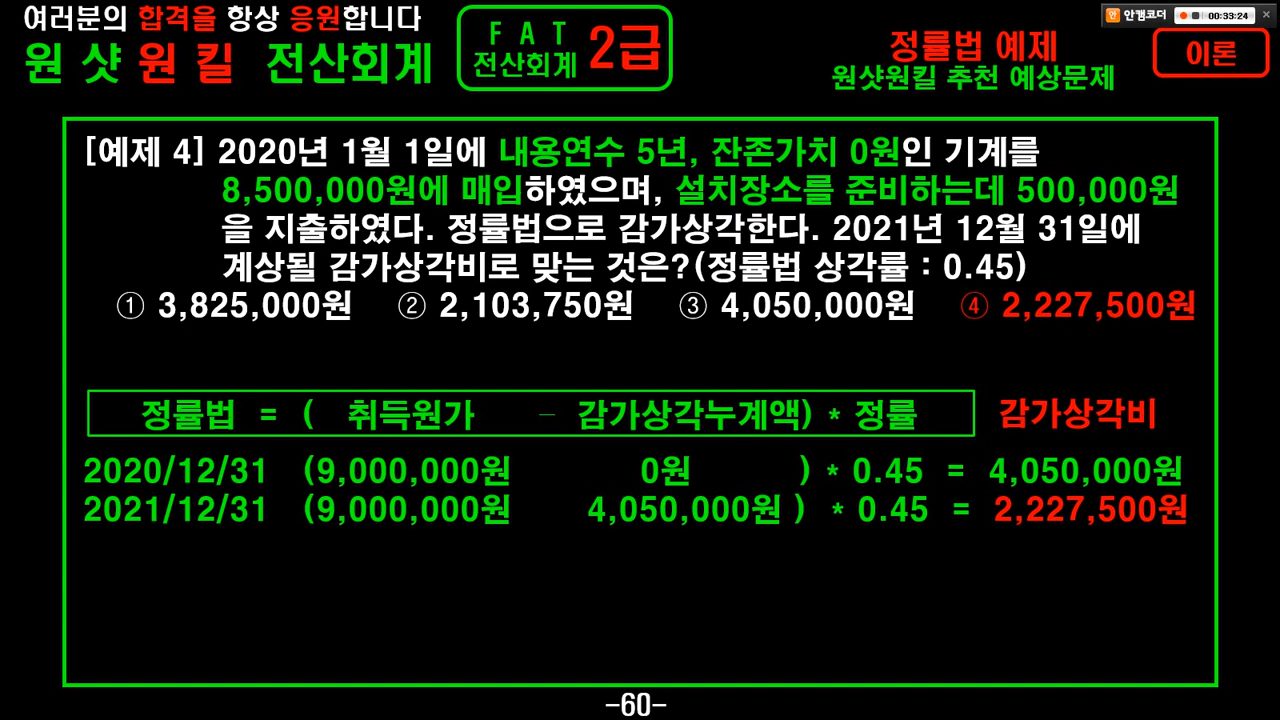 여러분의 합격을 항상 응원합니다
원 샷 원 킬 전산회계
F A T
전산회계 2급
정률법 예제
원샷원킬 추천 예상문제
이론
안캠코더 00:33:24
[예제 4] 2020년 1월 1일에 내용연수 5년, 잔존가치 0원인 기계를
8,500,000원에 매입하였으며, 설치장소를 준비하는데 500,000원
을 지출하였다. 정률법으로 감가상각한다. 2021년 12월 31일에
계상될 감가상각비로 맞는 것은?(정률법 상각률 : 0.45)
① 3,825,000원 ② 2,103,750원 ③ 4,050,000원 ④ 2,227,500원
정률법 = ( 취득원가 － 감가상각누계액) * 정률 감가상각비
2020/12/31 (9,000,000원 0원 ) * 0.45 = 4,050,000원
2021/12/31 (9,000,000원 4,050,000원 ) * 0.45 = 2,227,500원
-60-